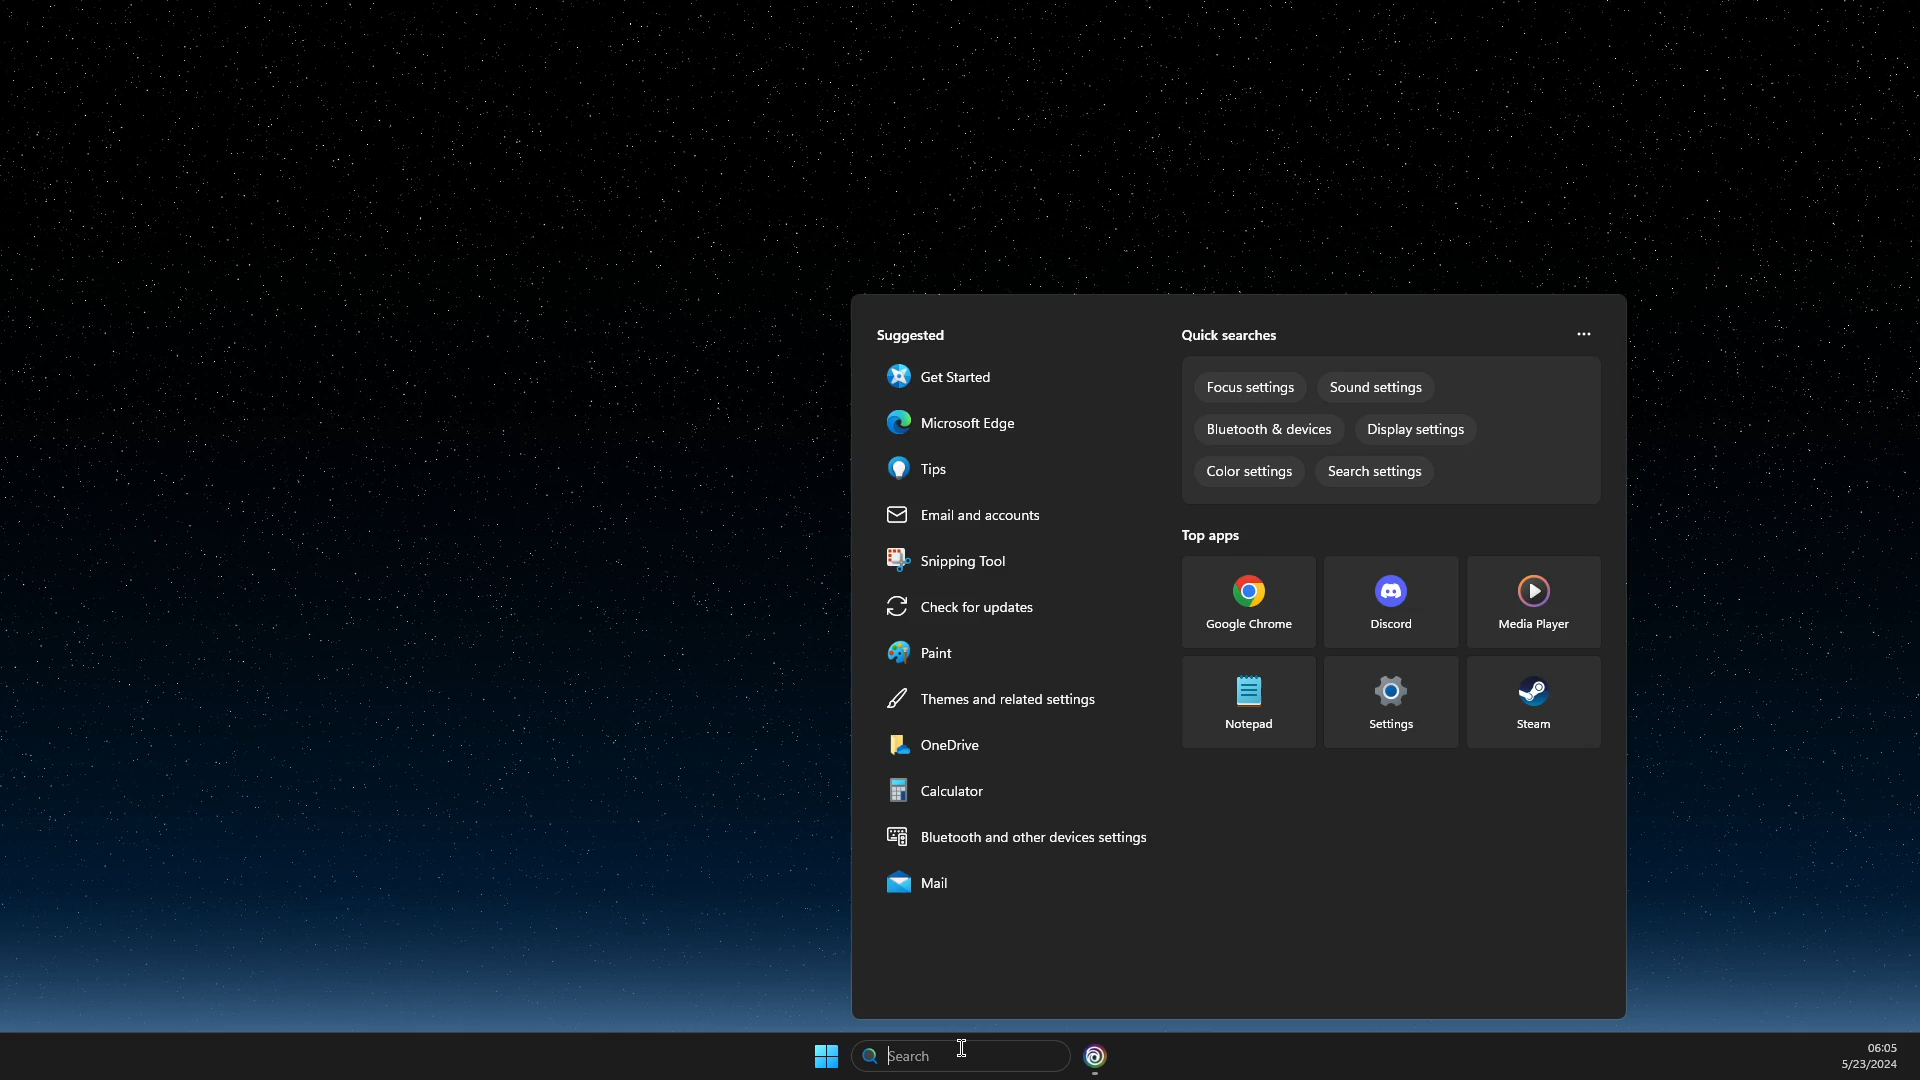 Suggested
Get Started
Microsoft Edge
Tips
Email and accounts
Snipping Tool
Check for updates
Paint
Themes and related settings
OneDrive
Calculator
Bluetooth and other devices settings
Mail
Quick searches
Focus settings
Sound settings
Bluetooth & devices
Display settings
Color settings
Search settings
Top apps
Google Chrome
Discord
Media Player
Notepad
Settings
Steam
Search
06:05
5/23/2024